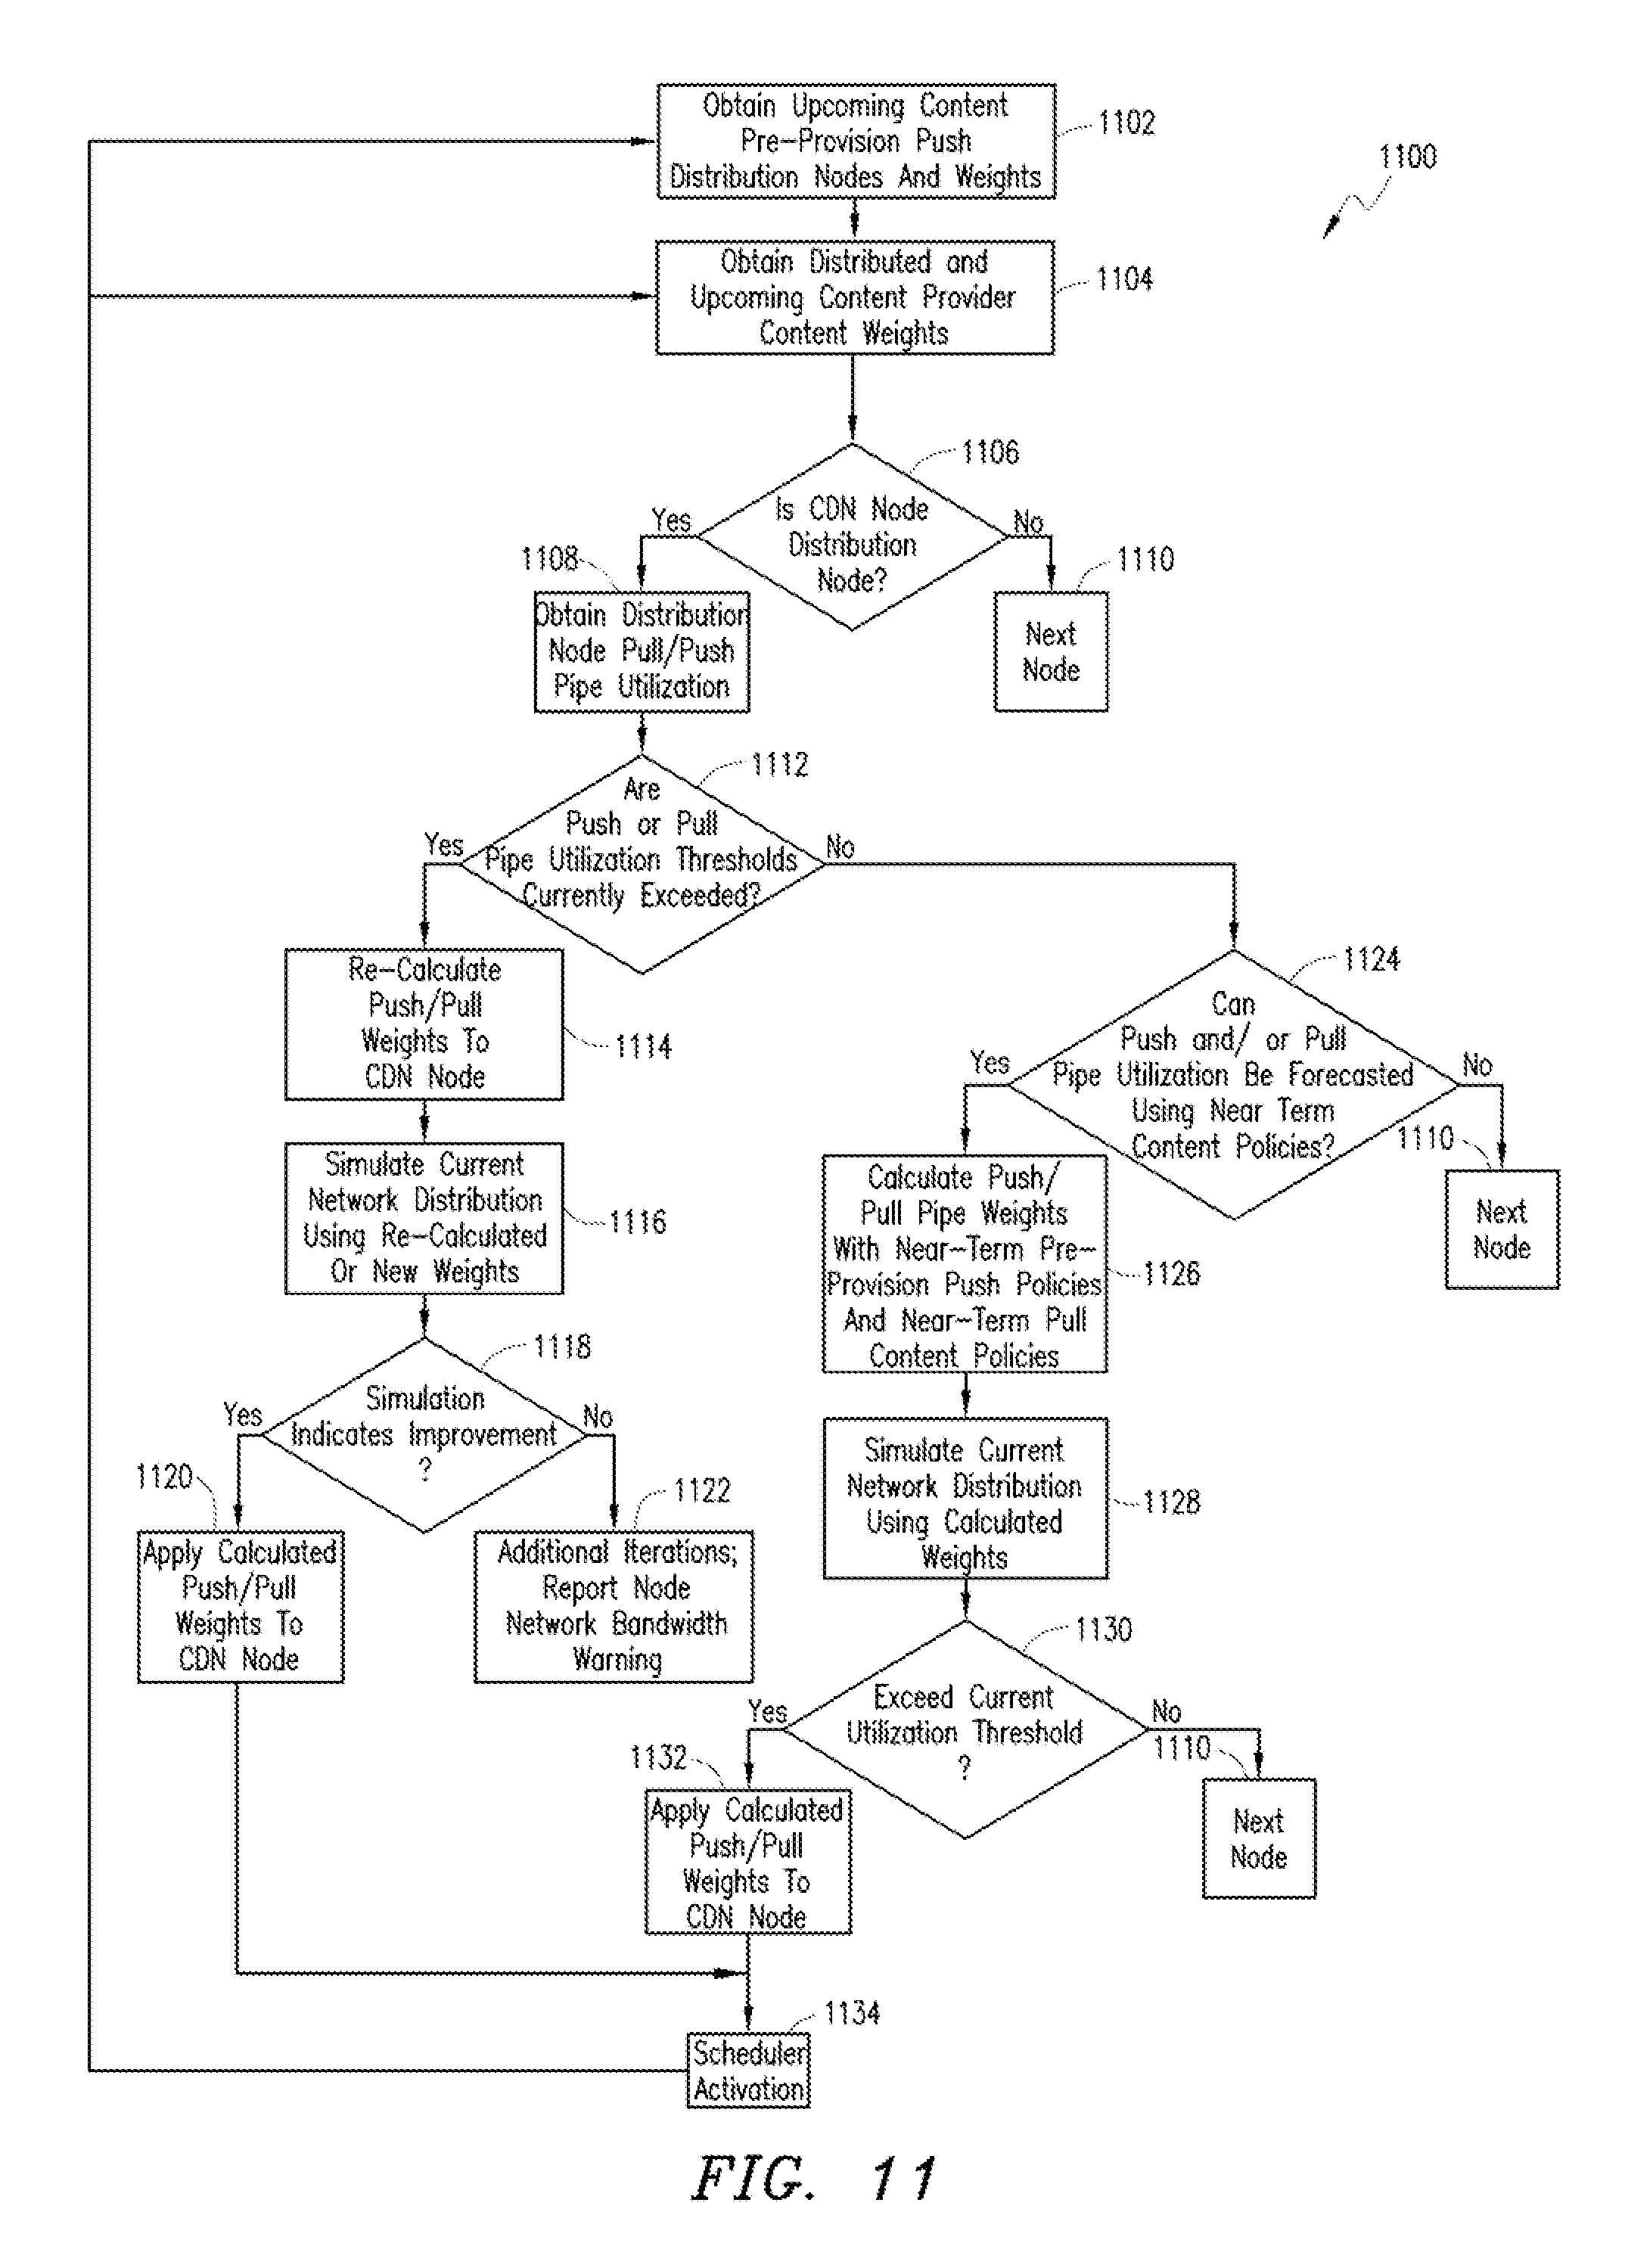 Obtain Upcoming Content
Pre-Provision Push
Distribution Nodes And Weights
1102
1100
Obtain Distributed and
Upcoming Content Provider
Content Weights
1104
1106
Is CDN Node
Distribution
Node?
Yes
No
1108
Obtain Distribution
Node Pull/Push
Pipe Utilization
1110
Next
Node
1112
Are
Push or Pull
Pipe Utilization Thresholds
Currently Exceeded?
Yes
No
Re-Calculate
Push/Pull
Weights To
CDN Node
1114
1124
Can
Push and/ or Pull
Pipe Utilization Be Forecasted
Using Near Term
Content Policies?
Yes
No
1110
Next
Node
Simulate Current
Network Distribution
Using Re-Calculated
Or New Weights
1116
Calculate Push/
Pull Pipe Weights
With Near-Term Pre-
Provision Push Policies
And Near-Term Pull
Content Policies
1126
1118
Simulation
Indicates Improvement
?
Yes
No
1120
Apply Calculated
Push/Pull
Weights To
CDN Node
1122
Additional Iterations;
Report Node
Network Bandwidth
Warning
Simulate Current
Network Distribution
Using Calculated
Weights
1128
1130
Exceed Current
Utilization Threshold
?
Yes
No
1132
Apply Calculated
Push/Pull
Weights To
CDN Node
1110
Next
Node
1134
Scheduler
Activation
FIG. 11